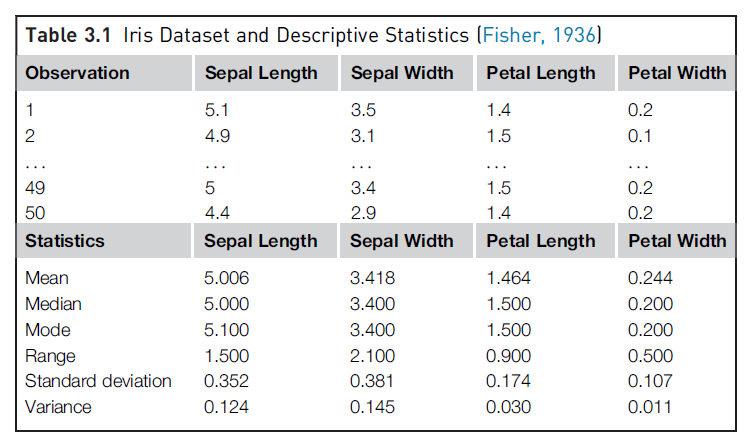 Table 3.1 Iris Dataset and Descriptive Statistics (Fisher, 1936)
Observation Sepal Length Sepal Width Petal Length Petal Width
1 5.1 3.5 1.4 0.2
2 4.9 3.1 1.5 0.1
... ... ... ... ...
49 5 3.4 1.5 0.2
50 4.4 2.9 1.4 0.2
Statistics Sepal Length Sepal Width Petal Length Petal Width
Mean 5.006 3.418 1.464 0.244
Median 5.000 3.400 1.500 0.200
Mode 5.100 3.400 1.500 0.200
Range 1.500 2.100 0.900 0.500
Standard deviation 0.352 0.381 0.174 0.107
Variance 0.124 0.145 0.030 0.011